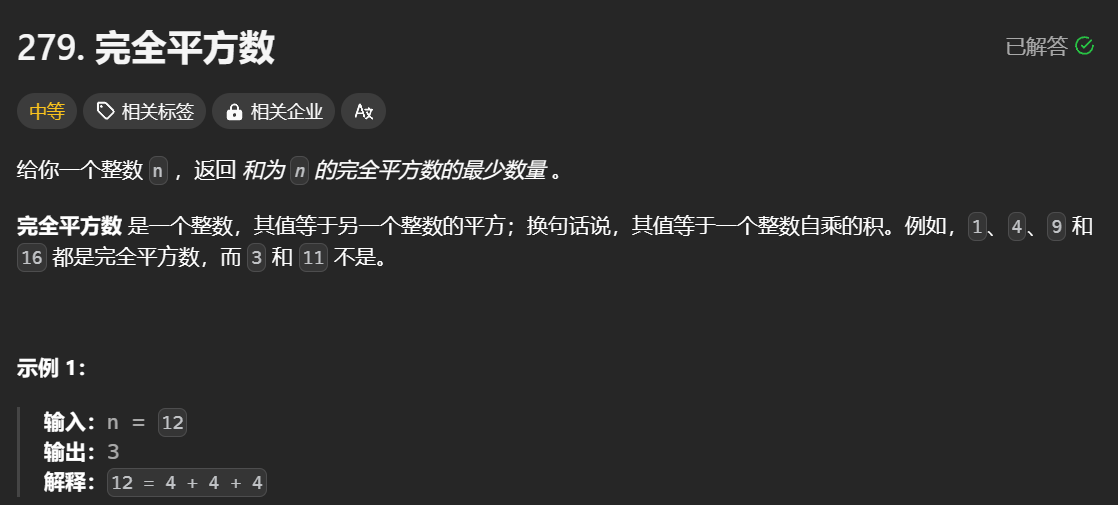 279. 完全平方数
已解答
中等
相关标签
相关企业
给你一个整数 n ，返回 和为 n 的完全平方数的最少数量 。
完全平方数 是一个整数，其值等于另一个整数的平方；换句话说，其值等于一个整数自乘的积。例如，1、4、9 和
16 都是完全平方数，而 3 和 11 不是。
示例 1：
输入：n = 12
输出：3
解释：12 = 4 + 4 + 4